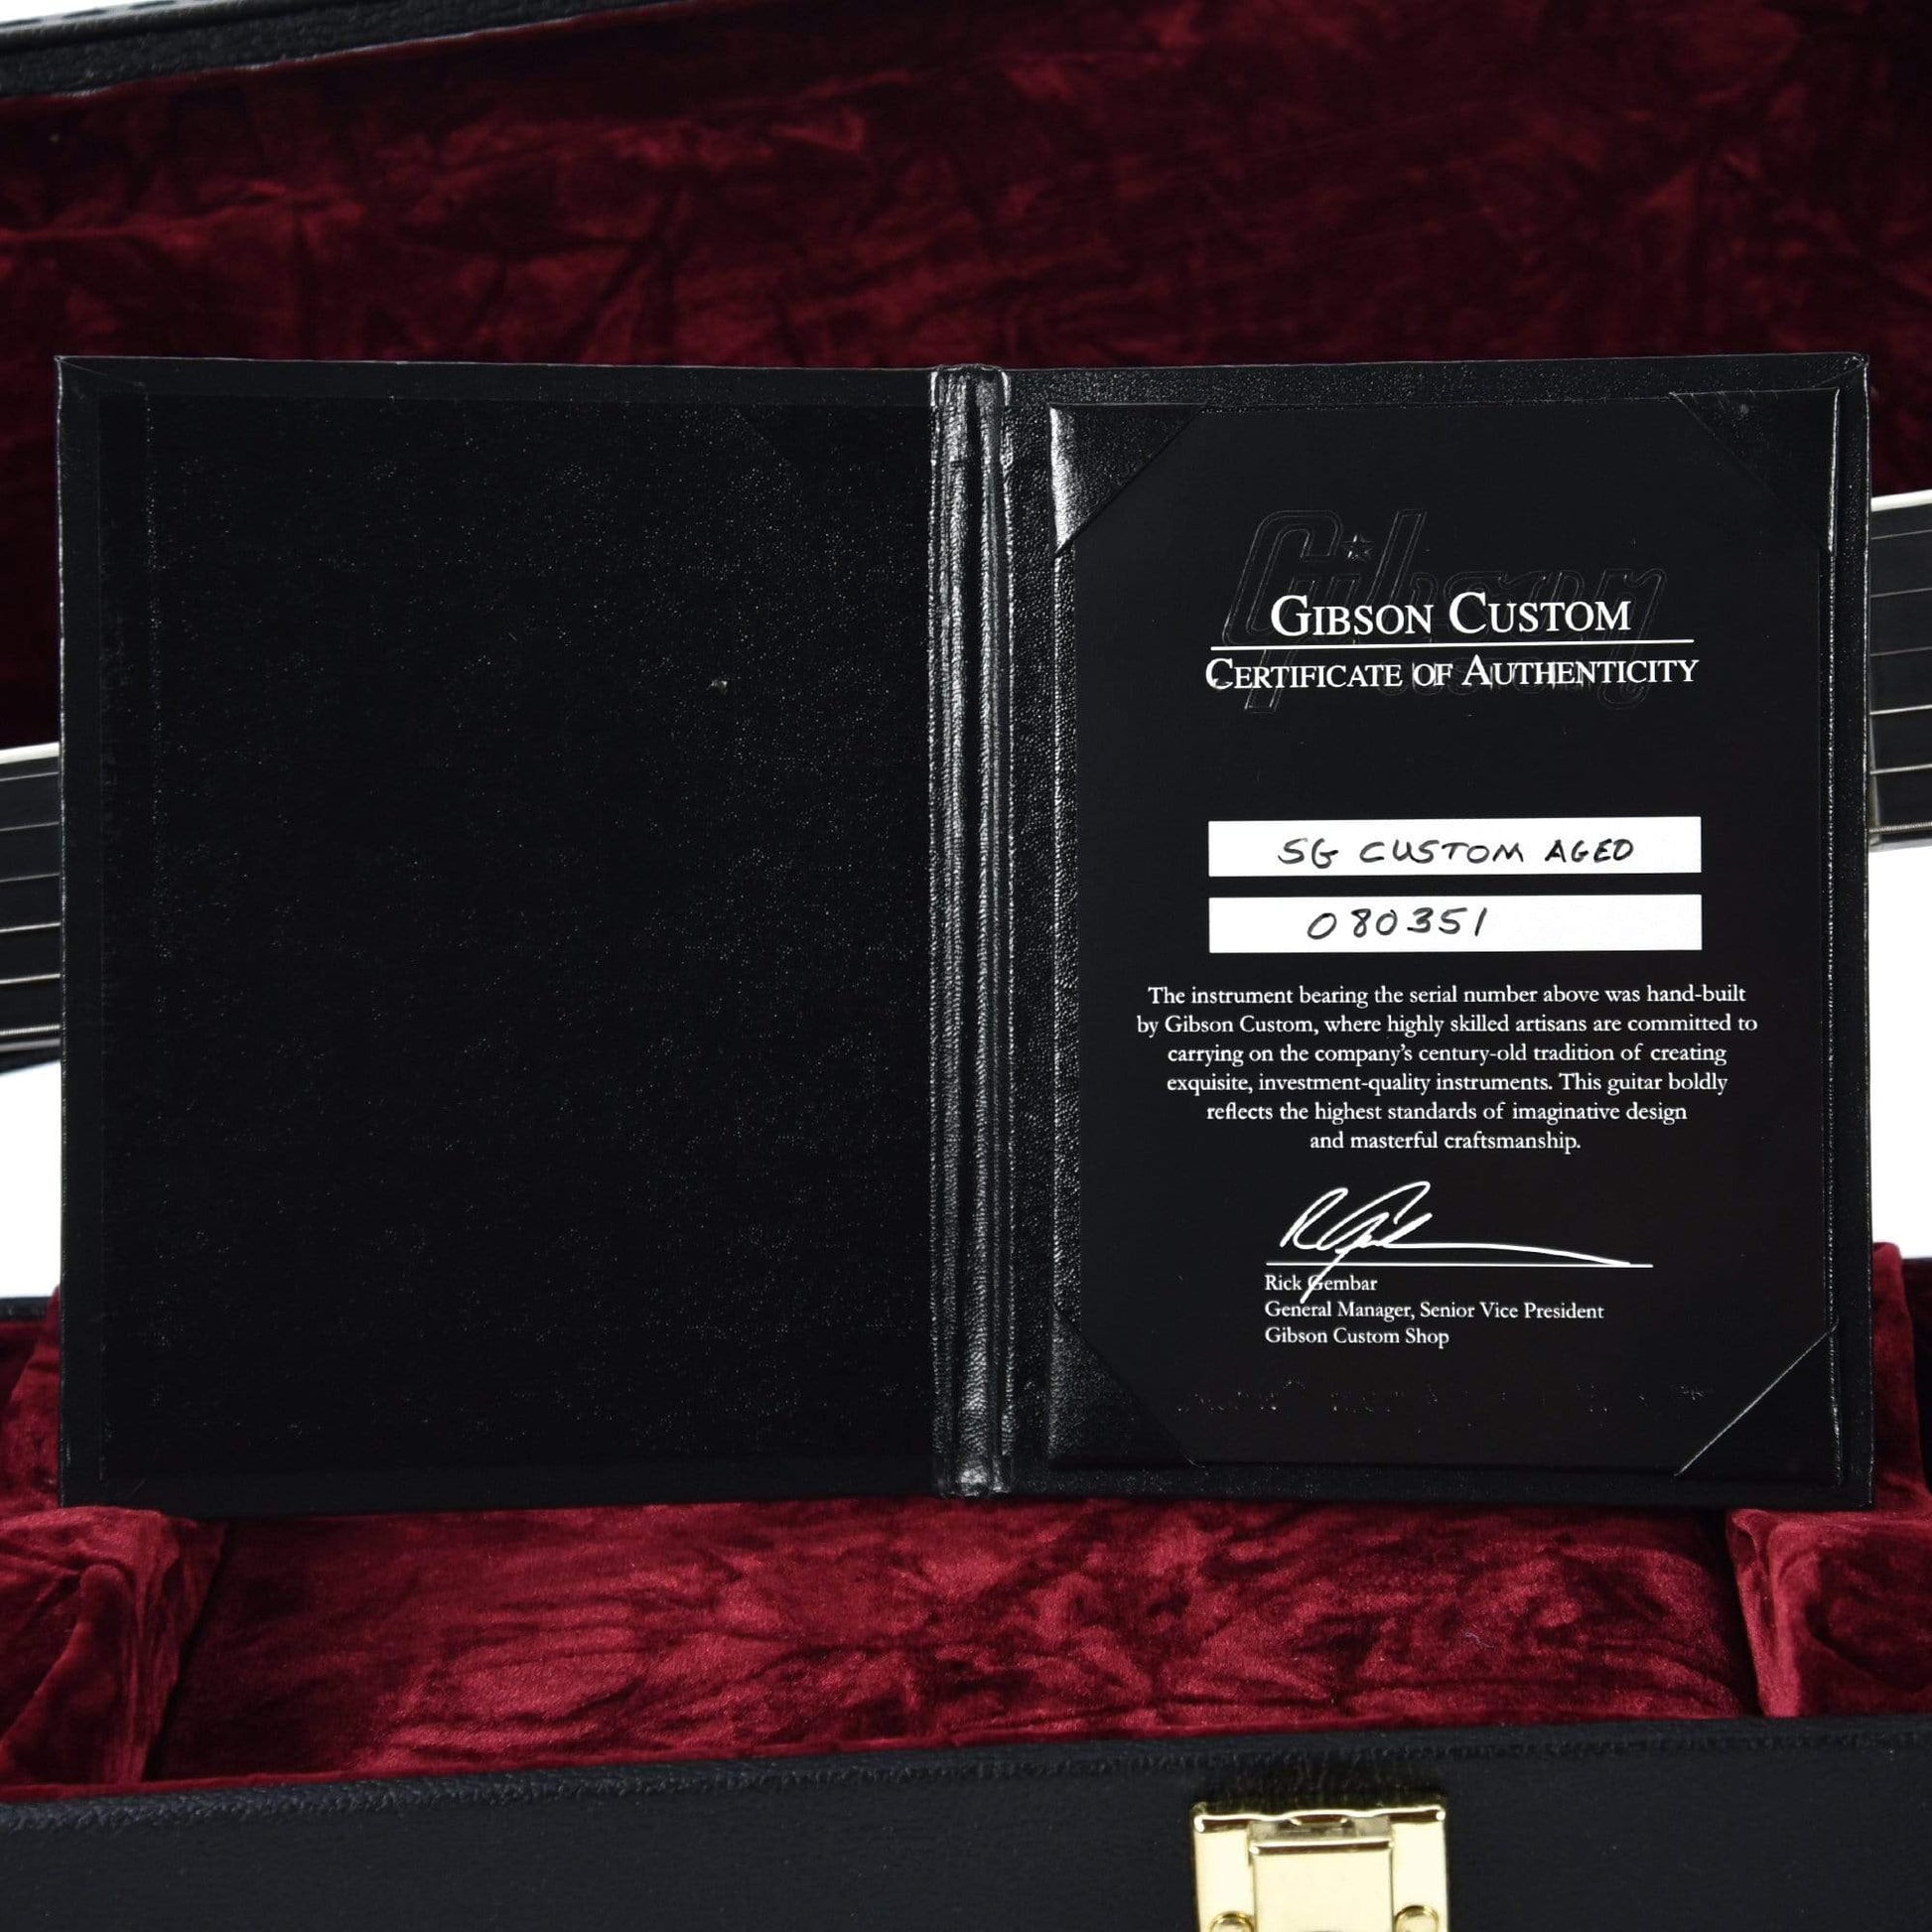 Gibson
GIBSON CUSTOM
CERTIFICATE OF AUTHENTICITY
SG CUSTOM AGED
080351
The instrument bearing the serial number above was hand-built
by Gibson Custom, where highly skilled artisans are committed to
carrying on the company's century-old tradition of creating
exquisite, investment-quality instruments. This guitar boldly
reflects the highest standards of imaginative design
and masterful craftsmanship.
Rick Gembar
General Manager, Senior Vice President
Gibson Custom Shop